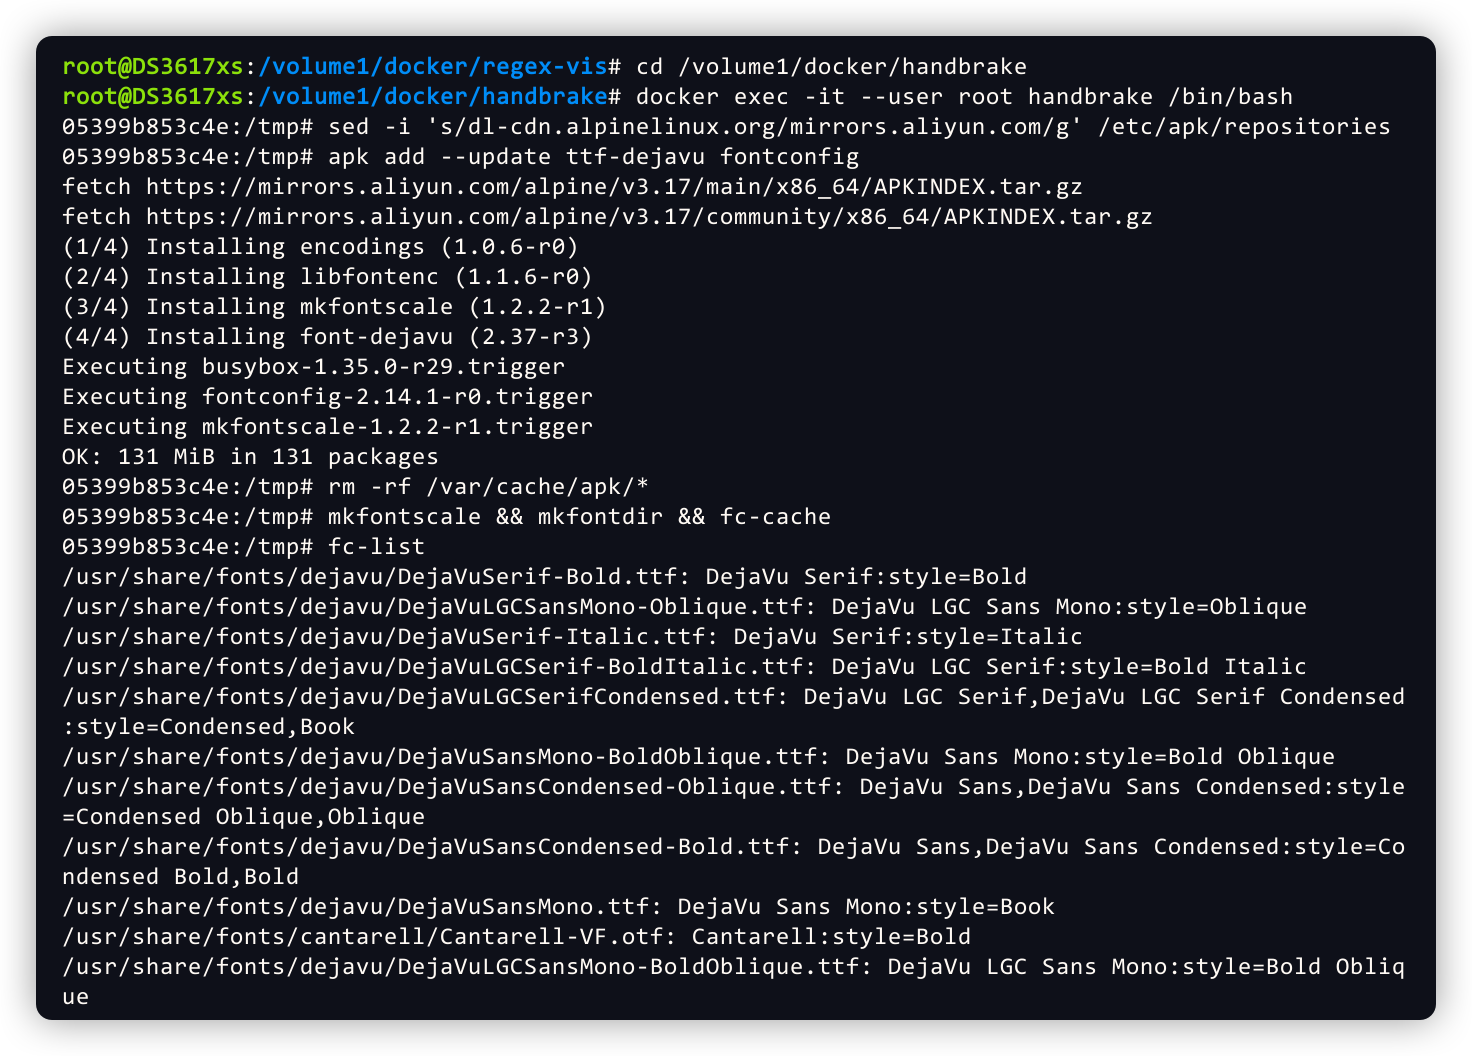 root@DS3617xs:/volume1/docker/regex-vis# cd /volume1/docker/handbrake
root@DS3617xs:/volume1/docker/handbrake# docker exec -it --user root handbrake /bin/bash
05399b853c4e:/tmp# sed -i 's/dl-cdn.alpinelinux.org/mirrors.aliyun.com/g' /etc/apk/repositories
05399b853c4e:/tmp# apk add --update ttf-dejavu fontconfig
fetch https://mirrors.aliyun.com/alpine/v3.17/main/x86_64/APKINDEX.tar.gz
fetch https://mirrors.aliyun.com/alpine/v3.17/community/x86_64/APKINDEX.tar.gz
(1/4) Installing encodings (1.0.6-r0)
(2/4) Installing libfontenc (1.1.6-r0)
(3/4) Installing mkfontscale (1.2.2-r1)
(4/4) Installing font-dejavu (2.37-r3)
Executing busybox-1.35.0-r29.trigger
Executing fontconfig-2.14.1-r0.trigger
Executing mkfontscale-1.2.2-r1.trigger
OK: 131 MiB in 131 packages
05399b853c4e:/tmp# rm -rf /var/cache/apk/*
05399b853c4e:/tmp# mkfontscale && mkfontdir && fc-cache
05399b853c4e:/tmp# fc-list
/usr/share/fonts/dejavu/DejaVuSerif-Bold.ttf: DejaVu Serif:style=Bold
/usr/share/fonts/dejavu/DejaVuLGCSansMono-Oblique.ttf: DejaVu LGC Sans Mono:style=Oblique
/usr/share/fonts/dejavu/DejaVuSerif-Italic.ttf: DejaVu Serif:style=Italic
/usr/share/fonts/dejavu/DejaVuLGCSerif-BoldItalic.ttf: DejaVu LGC Serif:style=Bold Italic
/usr/share/fonts/dejavu/DejaVuLGCSerifCondensed.ttf: DejaVu LGC Serif,DejaVu LGC Serif Condensed
:style=Condensed,Book
/usr/share/fonts/dejavu/DejaVuSansMono-BoldOblique.ttf: DejaVu Sans Mono:style=Bold Oblique
/usr/share/fonts/dejavu/DejaVuSansCondensed-Oblique.ttf: DejaVu Sans,DejaVu Sans Condensed:style
=Condensed Oblique,Oblique
/usr/share/fonts/dejavu/DejaVuSansCondensed-Bold.ttf: DejaVu Sans,DejaVu Sans Condensed:style=Co
ndensed Bold,Bold
/usr/share/fonts/dejavu/DejaVuSansMono.ttf: DejaVu Sans Mono:style=Book
/usr/share/fonts/cantarell/Cantarell-VF.otf: Cantarell:style=Bold
/usr/share/fonts/dejavu/DejaVuLGCSansMono-BoldOblique.ttf: DejaVu LGC Sans Mono:style=Bold Obliq
ue